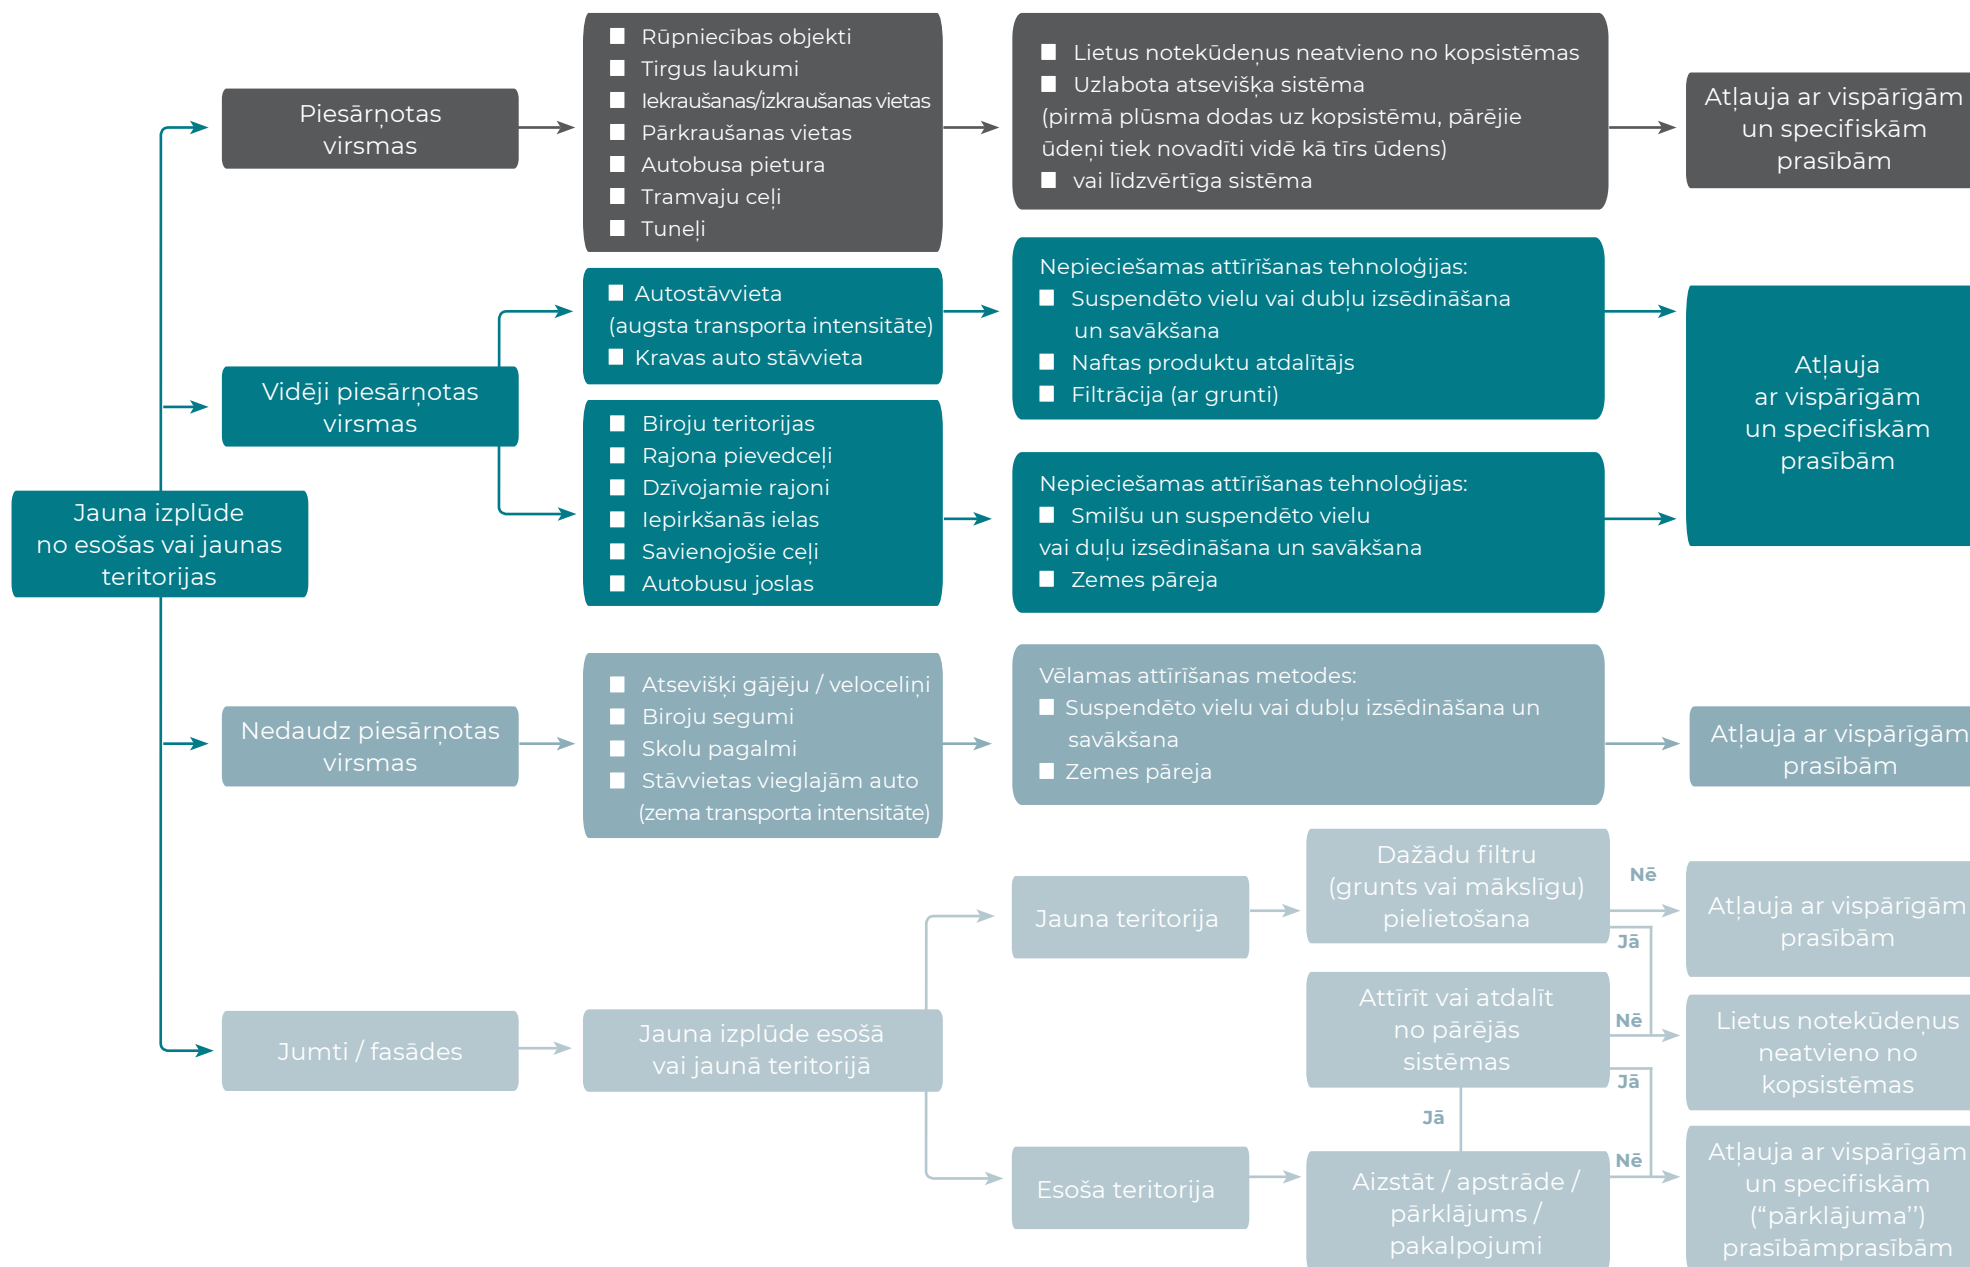 Jauna izplūde
no esošas vai jaunas
teritorijas
Piesārņotas
virsmas
Rūpniecības objekti
Tirgus laukumi
Iekraušanas/izkraušanas vietas
Pārkraušanas vietas
Autobusa pietura
Tramvaju ceļi
Tuneļi
Lietus notekūdeņus neatvieno no kopsistēmas
Uzlabota atsevišķa sistēma
(pirmā plūsma dodas uz kopsistēmu, pārējie
ūdeņi tiek novadīti vidē kā tīrs ūdens)
vai līdzvērtīga sistēma
Atļauja ar vispārīgām
un specifiskām
prasībām
Vidēji piesārņotas
virsmas
Autostāvvieta
(augsta transporta intensitāte)
Kravas auto stāvvieta
Nepieciešamas attīrīšanas tehnoloģijas:
Suspendēto vielu vai dubļu izsēdināšana
un savākšana
Naftas produktu atdalītājs
Filtrācija (ar grunti)
Biroju teritorijas
Rajona pievedceļi
Dzīvojamie rajoni
Iepirkšanās ielas
Savienojošie ceļi
Autobusu joslas
Nepieciešamas attīrīšanas tehnoloģijas:
Smilšu un suspendēto vielu
vai duļu izsēdināšana un savākšana
Zemes pāreja
Atļauja
ar vispārīgām
un specifiskām
prasībām
Nedaudz piesārņotas
virsmas
Atsevišķi gājēju / veloceliņi
Biroju segumi
Skolu pagalmi
Stāvvietas vieglajām auto
(zema transporta intensitāte)
Vēlamas attīrīšanas metodes:
Suspendēto vielu vai dubļu izsēdināšana un
savākšana
Zemes pāreja
Atļauja ar vispārīgām
prasībām
Jumti / fasādes
Jauna izplūde esošā
vai jaunā teritorijā
Jauna teritorija
Dažādu filtru
(grunts vai mākslīgu)
pielietošana
Nē
Jā
Atļauja ar vispārīgām
prasībām
Attīrīt vai atdalīt
no pārējās
sistēmas
Nē
Jā
Lietus notekūdeņus
neatvieno no
kopsistēmas
Jā
Esoša teritorija
Aizstāt / apstrāde /
pārklājums /
pakalpojumi
Nē
Atļauja ar vispārīgām
un specifiskām
(“pārklājuma’’)
prasībāmprasībām